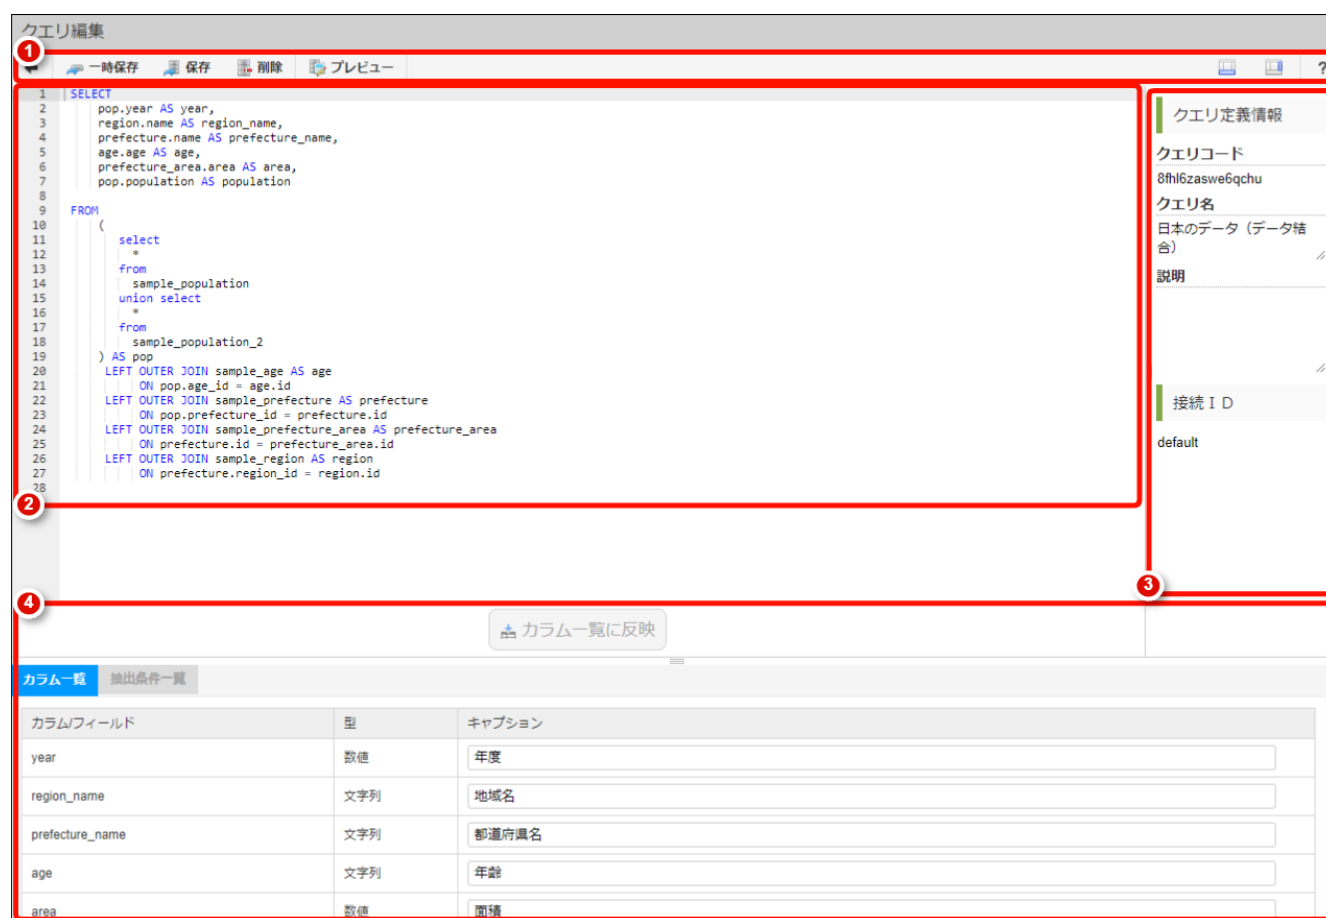 クエリ編集
1
一時保存 保存 削除 プレビュー ?
1 SELECT
2 pop.year AS year,
3 region.name AS region_name,
4 prefecture.name AS prefecture_name,
5 age.age AS age,
6 prefecture_area.area AS area,
7 pop.population AS population
8
9 FROM
10 (
11 select
12 *
13 from
14 sample_population
15 union select
16 *
17 from
18 sample_population_2
19 ) AS pop
20 LEFT OUTER JOIN sample_age AS age
21 ON pop.age_id = age.id
22 LEFT OUTER JOIN sample_prefecture AS prefecture
23 ON pop.prefecture_id = prefecture.id
24 LEFT OUTER JOIN sample_prefecture_area AS prefecture_area
25 ON prefecture.id = prefecture_area.id
26 LEFT OUTER JOIN sample_region AS region
27 ON prefecture.region_id = region.id
28
2
クエリ定義情報
クエリコード
8fhl6zaswe6qchu
クエリ名
日本のデータ（データ結
合）
説明
接続ＩＤ
default
3
4
カラム一覧に反映
カラム一覧 抽出条件一覧
カラム/フィールド 型 キャプション
year 数値 年度
region_name 文字列 地域名
prefecture_name 文字列 都道府県名
age 文字列 年齢
area 数値 面積